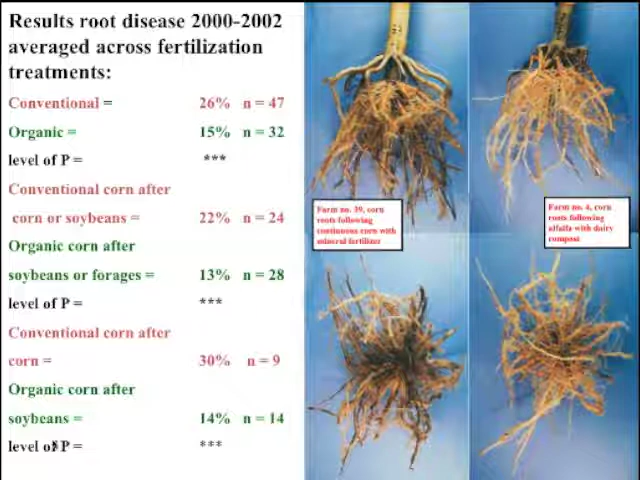 Results root disease 2000-2002
averaged across fertilization
treatments:
Conventional = 26% n = 47
Organic = 15% n = 32
level of P = ***
Conventional corn after
corn or soybeans = 22% n = 24
Organic corn after
soybeans or forages = 13% n = 28
level of P = ***
Conventional corn after
corn = 30% n = 9
Organic corn after
soybeans = 14% n = 14
level of P = ***
Farm no. 39, corn
roots following
continuous corn with
mineral fertilizer
Farm no. 4, corn
roots following
alfalfa with dairy
compost